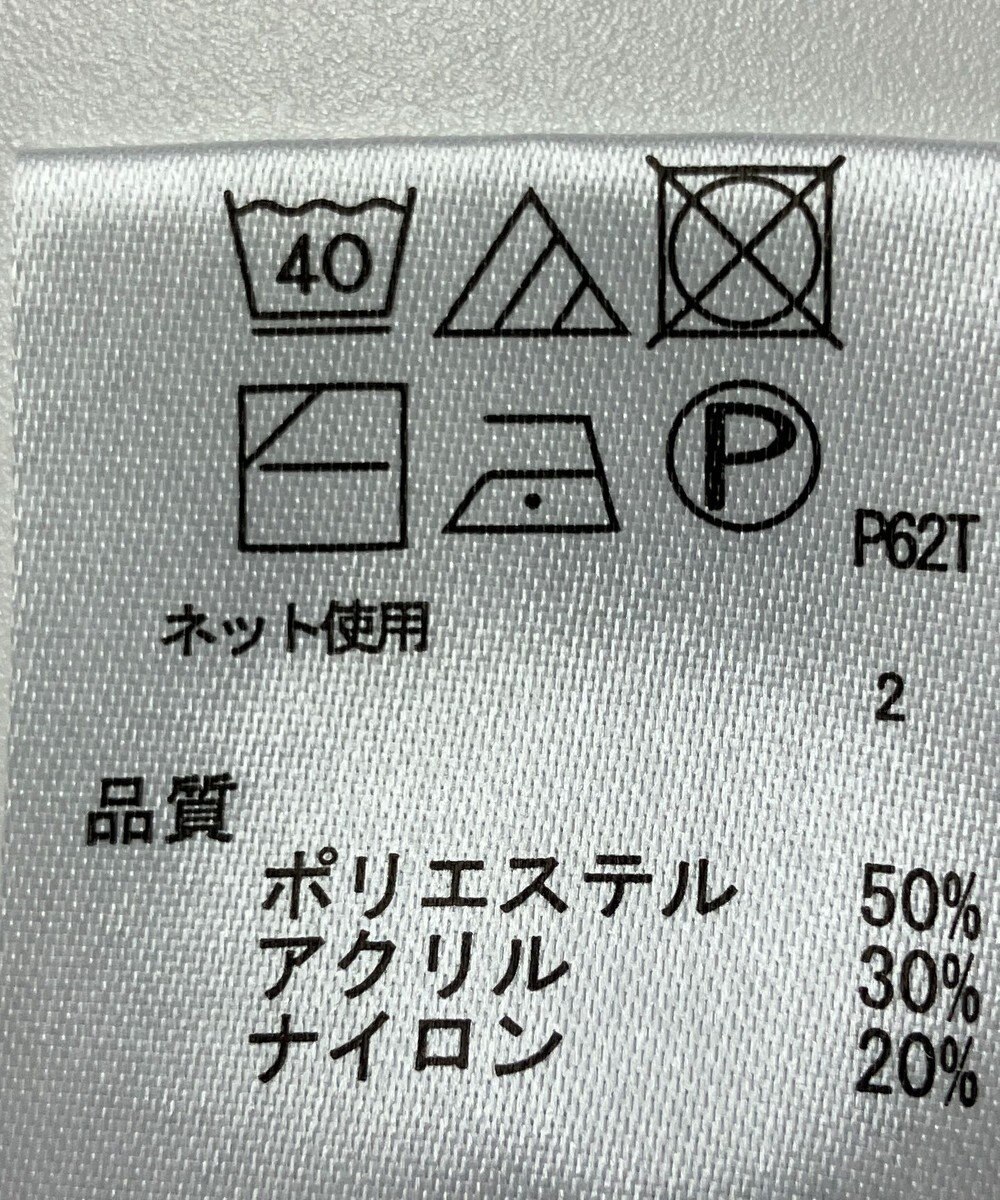 40
P
P62T
ネット使用
2
品質
ポリエステル 50%
アクリル 30%
ナイロン 20%